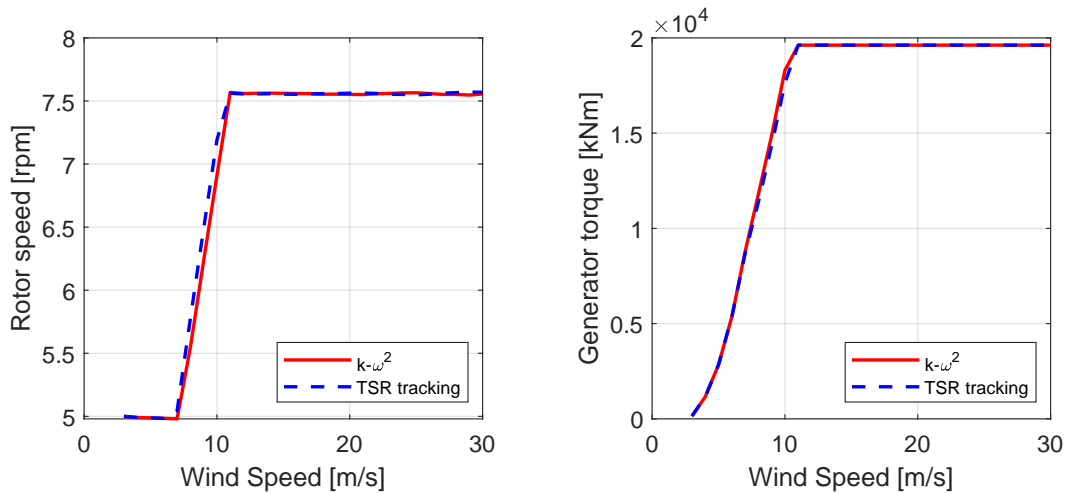 8
7.5
7
6.5
6
5.5
5
0
10
20
30
Rotor speed [rpm]
Wind Speed [m/s]
k-ω²
TSR tracking
×10⁴
2
1.5
1
0.5
0
0
10
20
30
Generator torque [kNm]
Wind Speed [m/s]
k-ω²
TSR tracking